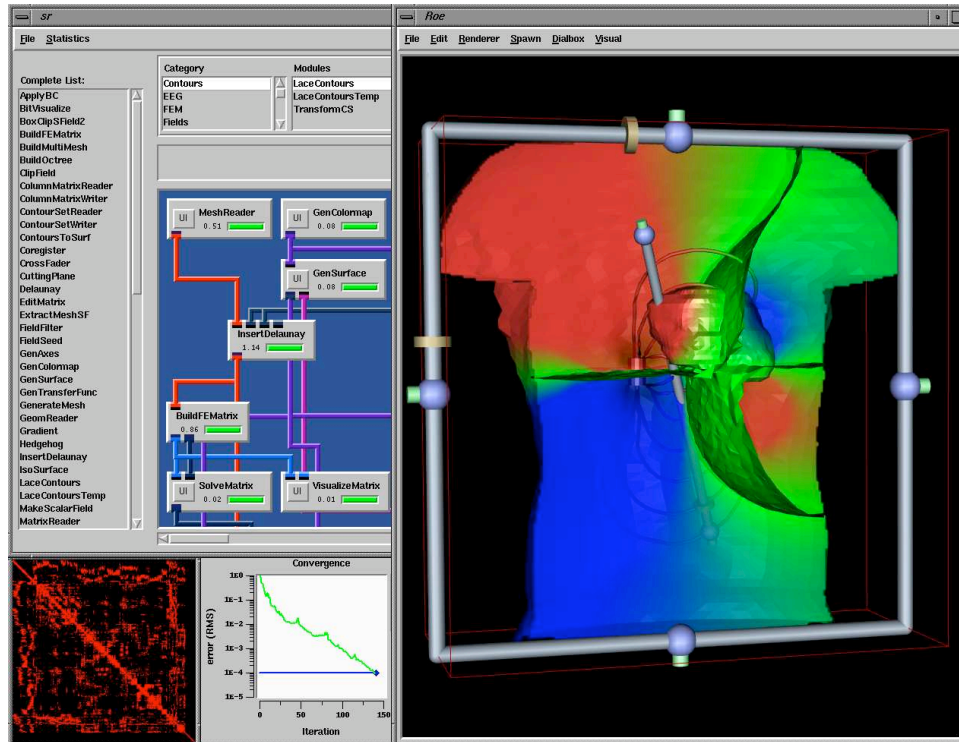 sr
File Statistics
Complete List:
ApplyBC
BitVisualize
BoxClipSField2
BuildFEMatrix
BuildMultiMesh
BuildOctree
ClipField
ColumnMatrixReader
ColumnMatrixWriter
ContourSetReader
ContourSetWriter
ContoursToSurf
Coregister
CrossFader
CuttingPlane
Delaunay
EditMatrix
ExtractMeshSF
FieldFilter
FieldSeed
GenAxes
GenColormap
GenSurface
GenTransferFunc
GenerateMesh
GeomReader
Gradient
Hedgehog
InsertDelaunay
IsoSurface
LaceContours
LaceContoursTemp
MakeScalarField
MatrixReader
Category
Contours
EEG
FEM
Fields
Modules
LaceContours
LaceContoursTemp
TransformCS
UI MeshReader
0.51
UI GenColormap
0.08
UI GenSurface
0.08
InsertDelaunay
1.14
BuildFEMatrix
0.86
UI SolveMatrix
0.02
UI VisualizeMatrix
0.01
Convergence
error (RMS)
1E0
1E-1
1E-2
1E-3
1E-4
1E-5
0 50 100 150
Iteration
Roe
File Edit Renderer Spawn Dialbox Visual